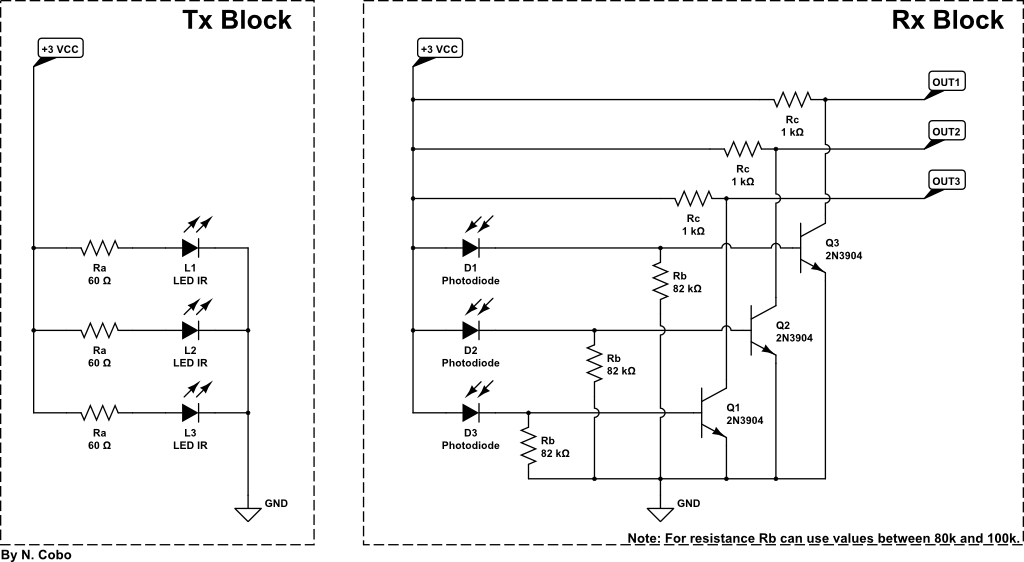 Tx Block
+3 VCC
Ra
60 Ω
L1
LED IR
Ra
60 Ω
L2
LED IR
Ra
60 Ω
L3
LED IR
GND
By N. Cobo
Rx Block
+3 VCC
OUT1
Rc
1 kΩ
OUT2
Rc
1 kΩ
OUT3
Rc
1 kΩ
D1
Photodiode
Rb
82 kΩ
Q3
2N3904
D2
Photodiode
Rb
82 kΩ
Q2
2N3904
D3
Photodiode
Rb
82 kΩ
Q1
2N3904
GND
Note: For resistance Rb can use values between 80k and 100k.